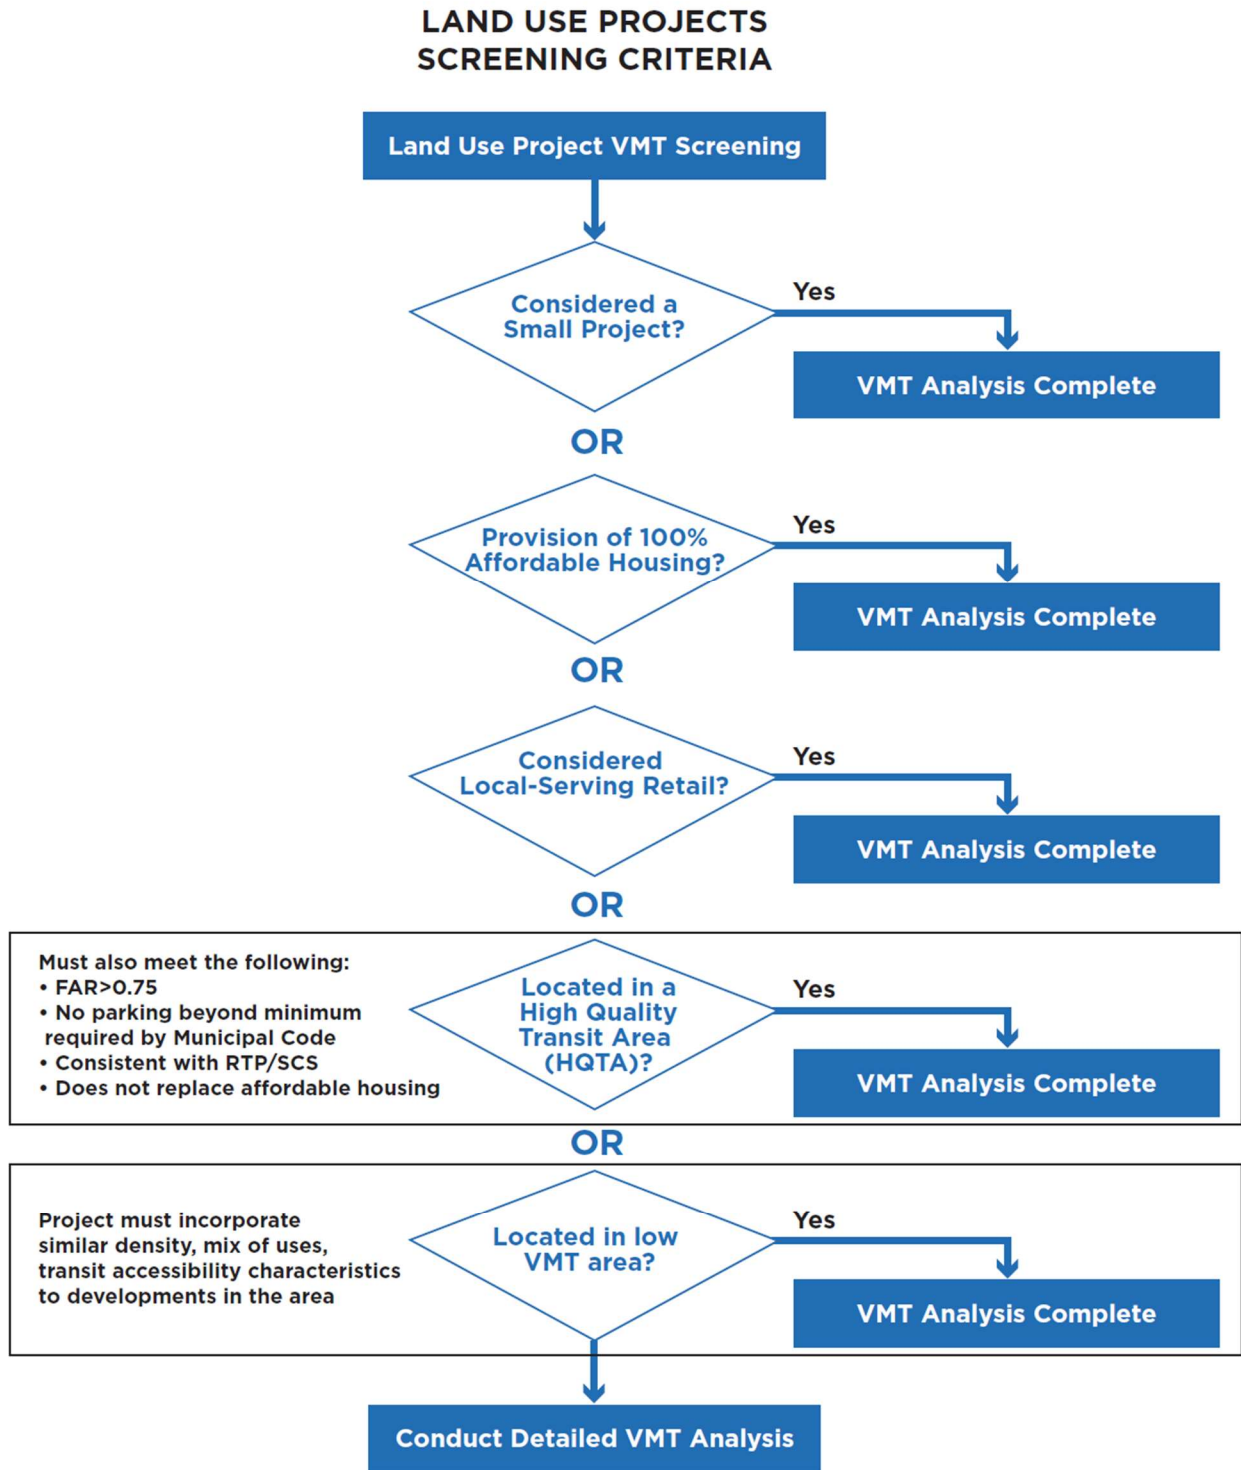 LAND USE PROJECTS
SCREENING CRITERIA
Land Use Project VMT Screening
Considered a
Small Project?
Yes
VMT Analysis Complete
OR
Provision of 100%
Affordable Housing?
Yes
VMT Analysis Complete
OR
Considered
Local-Serving Retail?
Yes
VMT Analysis Complete
OR
Must also meet the following:
• FAR>0.75
• No parking beyond minimum
required by Municipal Code
• Consistent with RTP/SCS
• Does not replace affordable housing
Located in a
High Quality
Transit Area
(HQTA)?
Yes
VMT Analysis Complete
OR
Project must incorporate
similar density, mix of uses,
transit accessibility characteristics
to developments in the area
Located in low
VMT area?
Yes
VMT Analysis Complete
Conduct Detailed VMT Analysis